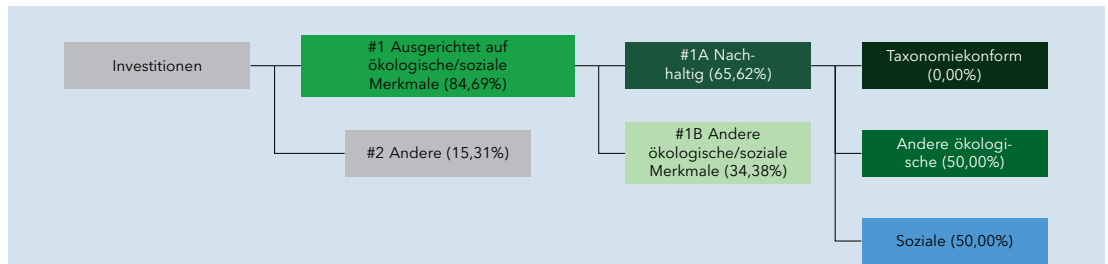 Investitionen
#1 Ausgerichtet auf
ökologische/soziale
Merkmale (84,69%)
#1A Nach-
haltig (65,62%)
Taxonomiekonform
(0,00%)
#2 Andere (15,31%)
#1B Andere
ökologische/soziale
Merkmale (34,38%)
Andere ökologi-
sche (50,00%)
Soziale (50,00%)